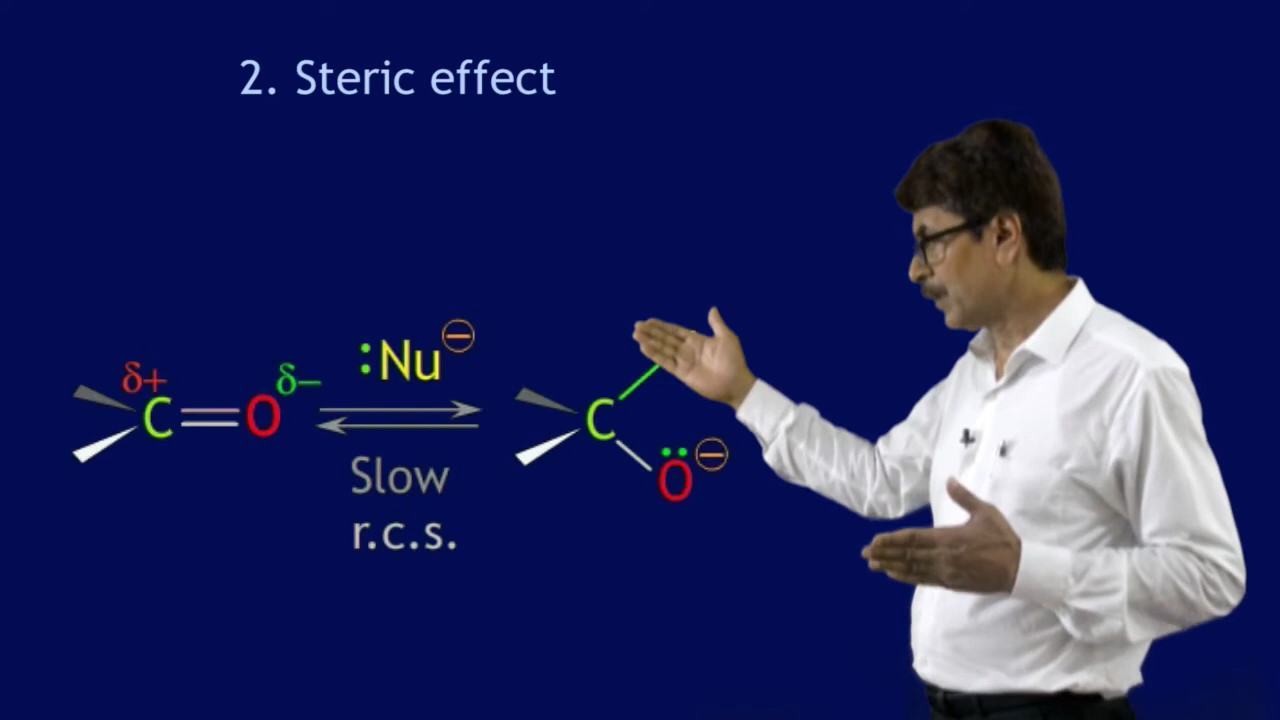 2. Steric effect
:Nu⊖
δ+ δ–
C=O
C
Ö⊖
Slow
r.c.s.